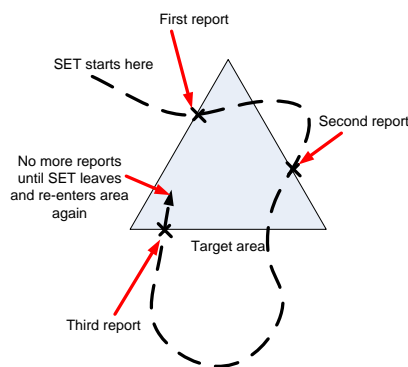 First report
SET starts here
Second report
No more reports
until SET leaves
and re-enters area
again
Target area
Third report